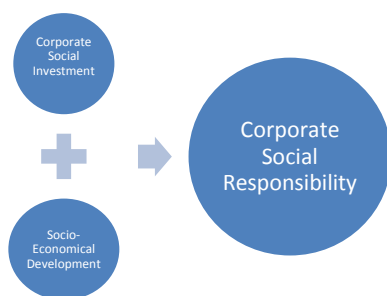 Corporate
Social
Investment
Socio-
Economical
Development
Corporate
Social
Responsibility